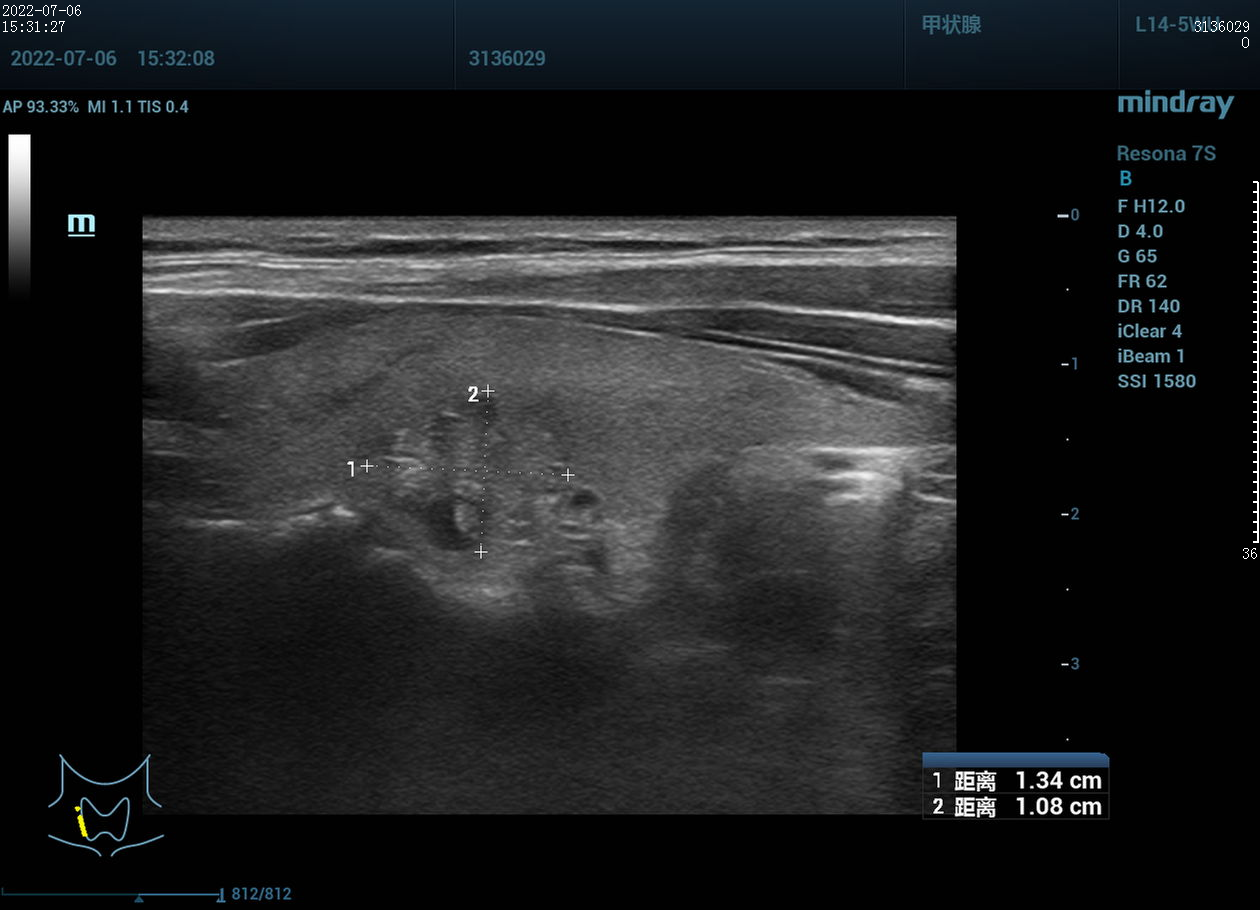 2022-07-06
15:31:27
甲状腺
L14-5WU
3136029
0
2022-07-06 15:32:08
3136029
AP 93.33% MI 1.1 TIS 0.4
mindray
Resona 7S
B
m
F H12.0
D 4.0
G 65
FR 62
DR 140
iClear 4
iBeam 1
SSI 1580
0
1
2
3
2
1
36
1 距离 1.34 cm
2 距离 1.08 cm
812/812